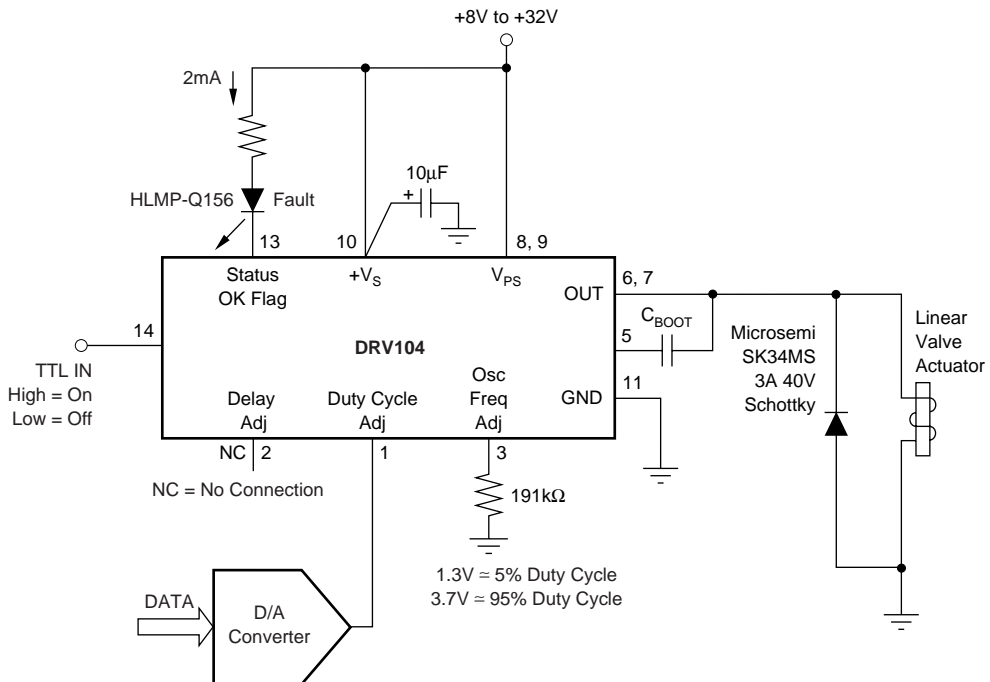 +8V to +32V
2mA
10µF
+
HLMP-Q156
Fault
13
10
8, 9
Status
OK Flag
+VS
VPS
6, 7
OUT
CBOOT
5
14
DRV104
Microsemi
SK34MS
3A 40V
Schottky
Linear
Valve
Actuator
TTL IN
High = On
Low = Off
Delay
Adj
Duty Cycle
Adj
Osc
Freq
Adj
GND
11
NC
2
1
3
NC = No Connection
191kΩ
1.3V ≃ 5% Duty Cycle
3.7V ≃ 95% Duty Cycle
DATA
D/A
Converter